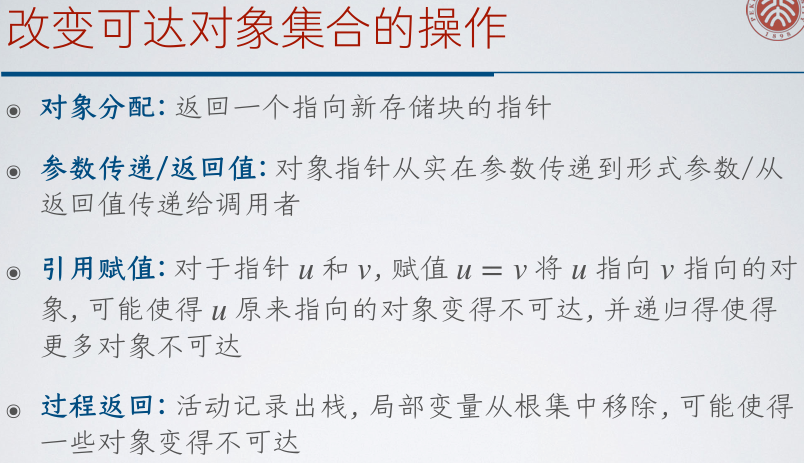 改变可达对象集合的操作
对象分配：返回一个指向新存储块的指针
参数传递/返回值：对象指针从实在参数传递到形式参数/从
返回值传递给调用者
引用赋值：对于指针 u 和 v，赋值 u = v 将 u 指向 v 指向的对
象，可能使得 u 原来指向的对象变得不可达，并递归得使得
更多对象不可达
过程返回：活动记录出栈，局部变量从根集中移除，可能使得
一些对象变得不可达
1898